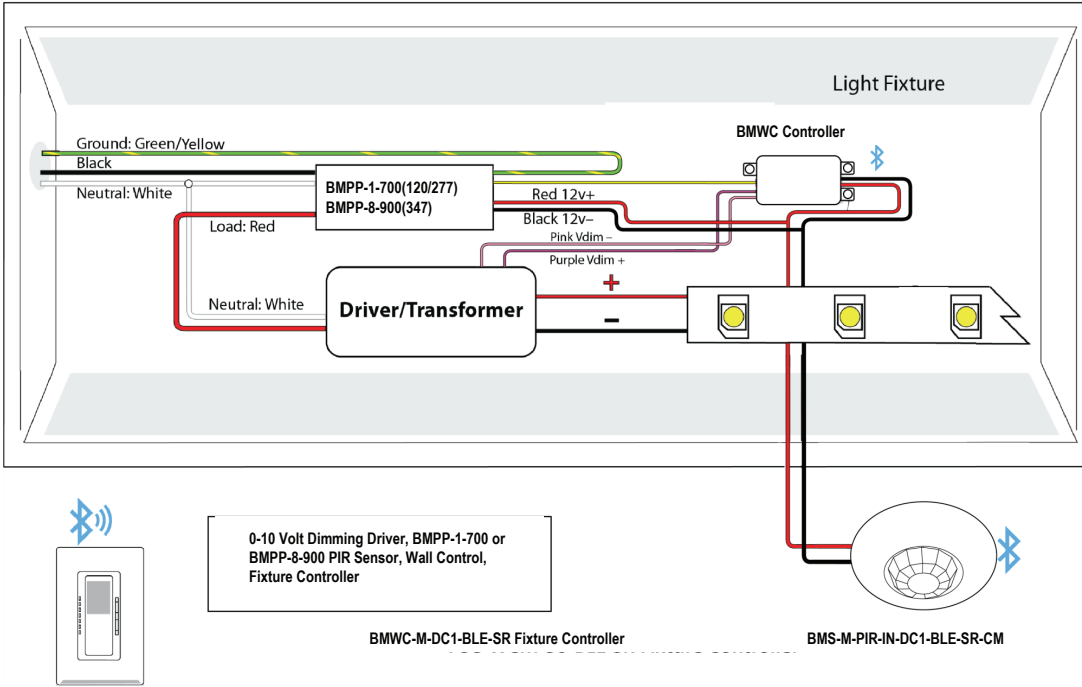 Light Fixture
BMWC Controller
Ground: Green/Yellow
Black
Neutral: White
BMPP-1-700(120/277)
BMPP-8-900(347)
Red 12v+
Black 12v–
Load: Red
Pink Vdim –
Purple Vdim +
+
–
Neutral: White
Driver/Transformer
0-10 Volt Dimming Driver, BMPP-1-700 or
BMPP-8-900 PIR Sensor, Wall Control,
Fixture Controller
BMWC-M-DC1-BLE-SR Fixture Controller
BMS-M-PIR-IN-DC1-BLE-SR-CM